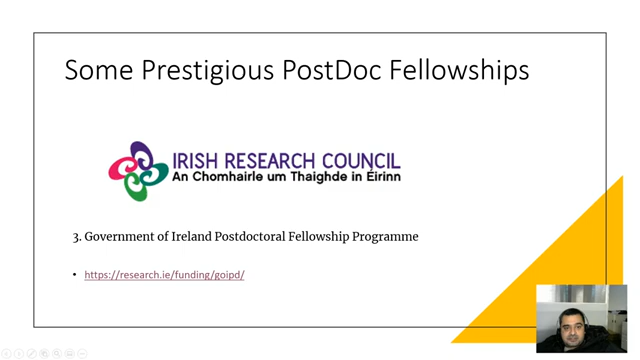 Some Prestigious PostDoc Fellowships
IRISH RESEARCH COUNCIL
An Chomhairle um Thaighde in Éirinn
3. Government of Ireland Postdoctoral Fellowship Programme
• https://research.ie/funding/goipd/